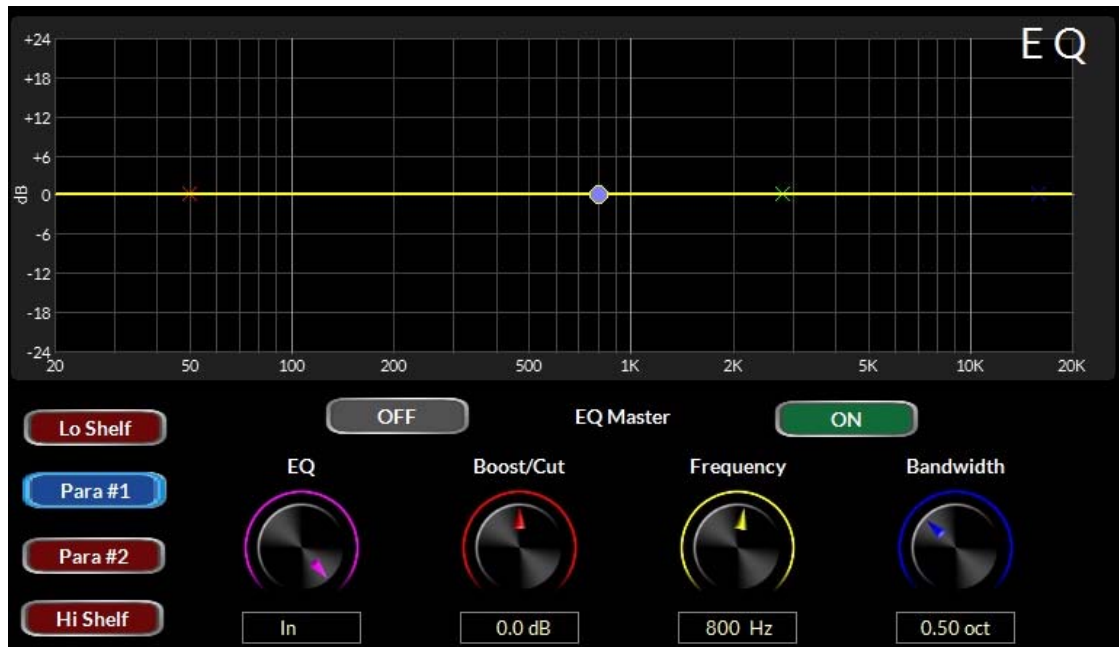 EQ
+24
+18
+12
+6
dB 0
-6
-12
-18
-24
20 50 100 200 500 1K 2K 5K 10K 20K
OFF EQ Master ON
Lo Shelf
EQ Boost/Cut Frequency Bandwidth
Para #1
Para #2
Hi Shelf
In 0.0 dB 800 Hz 0.50 oct